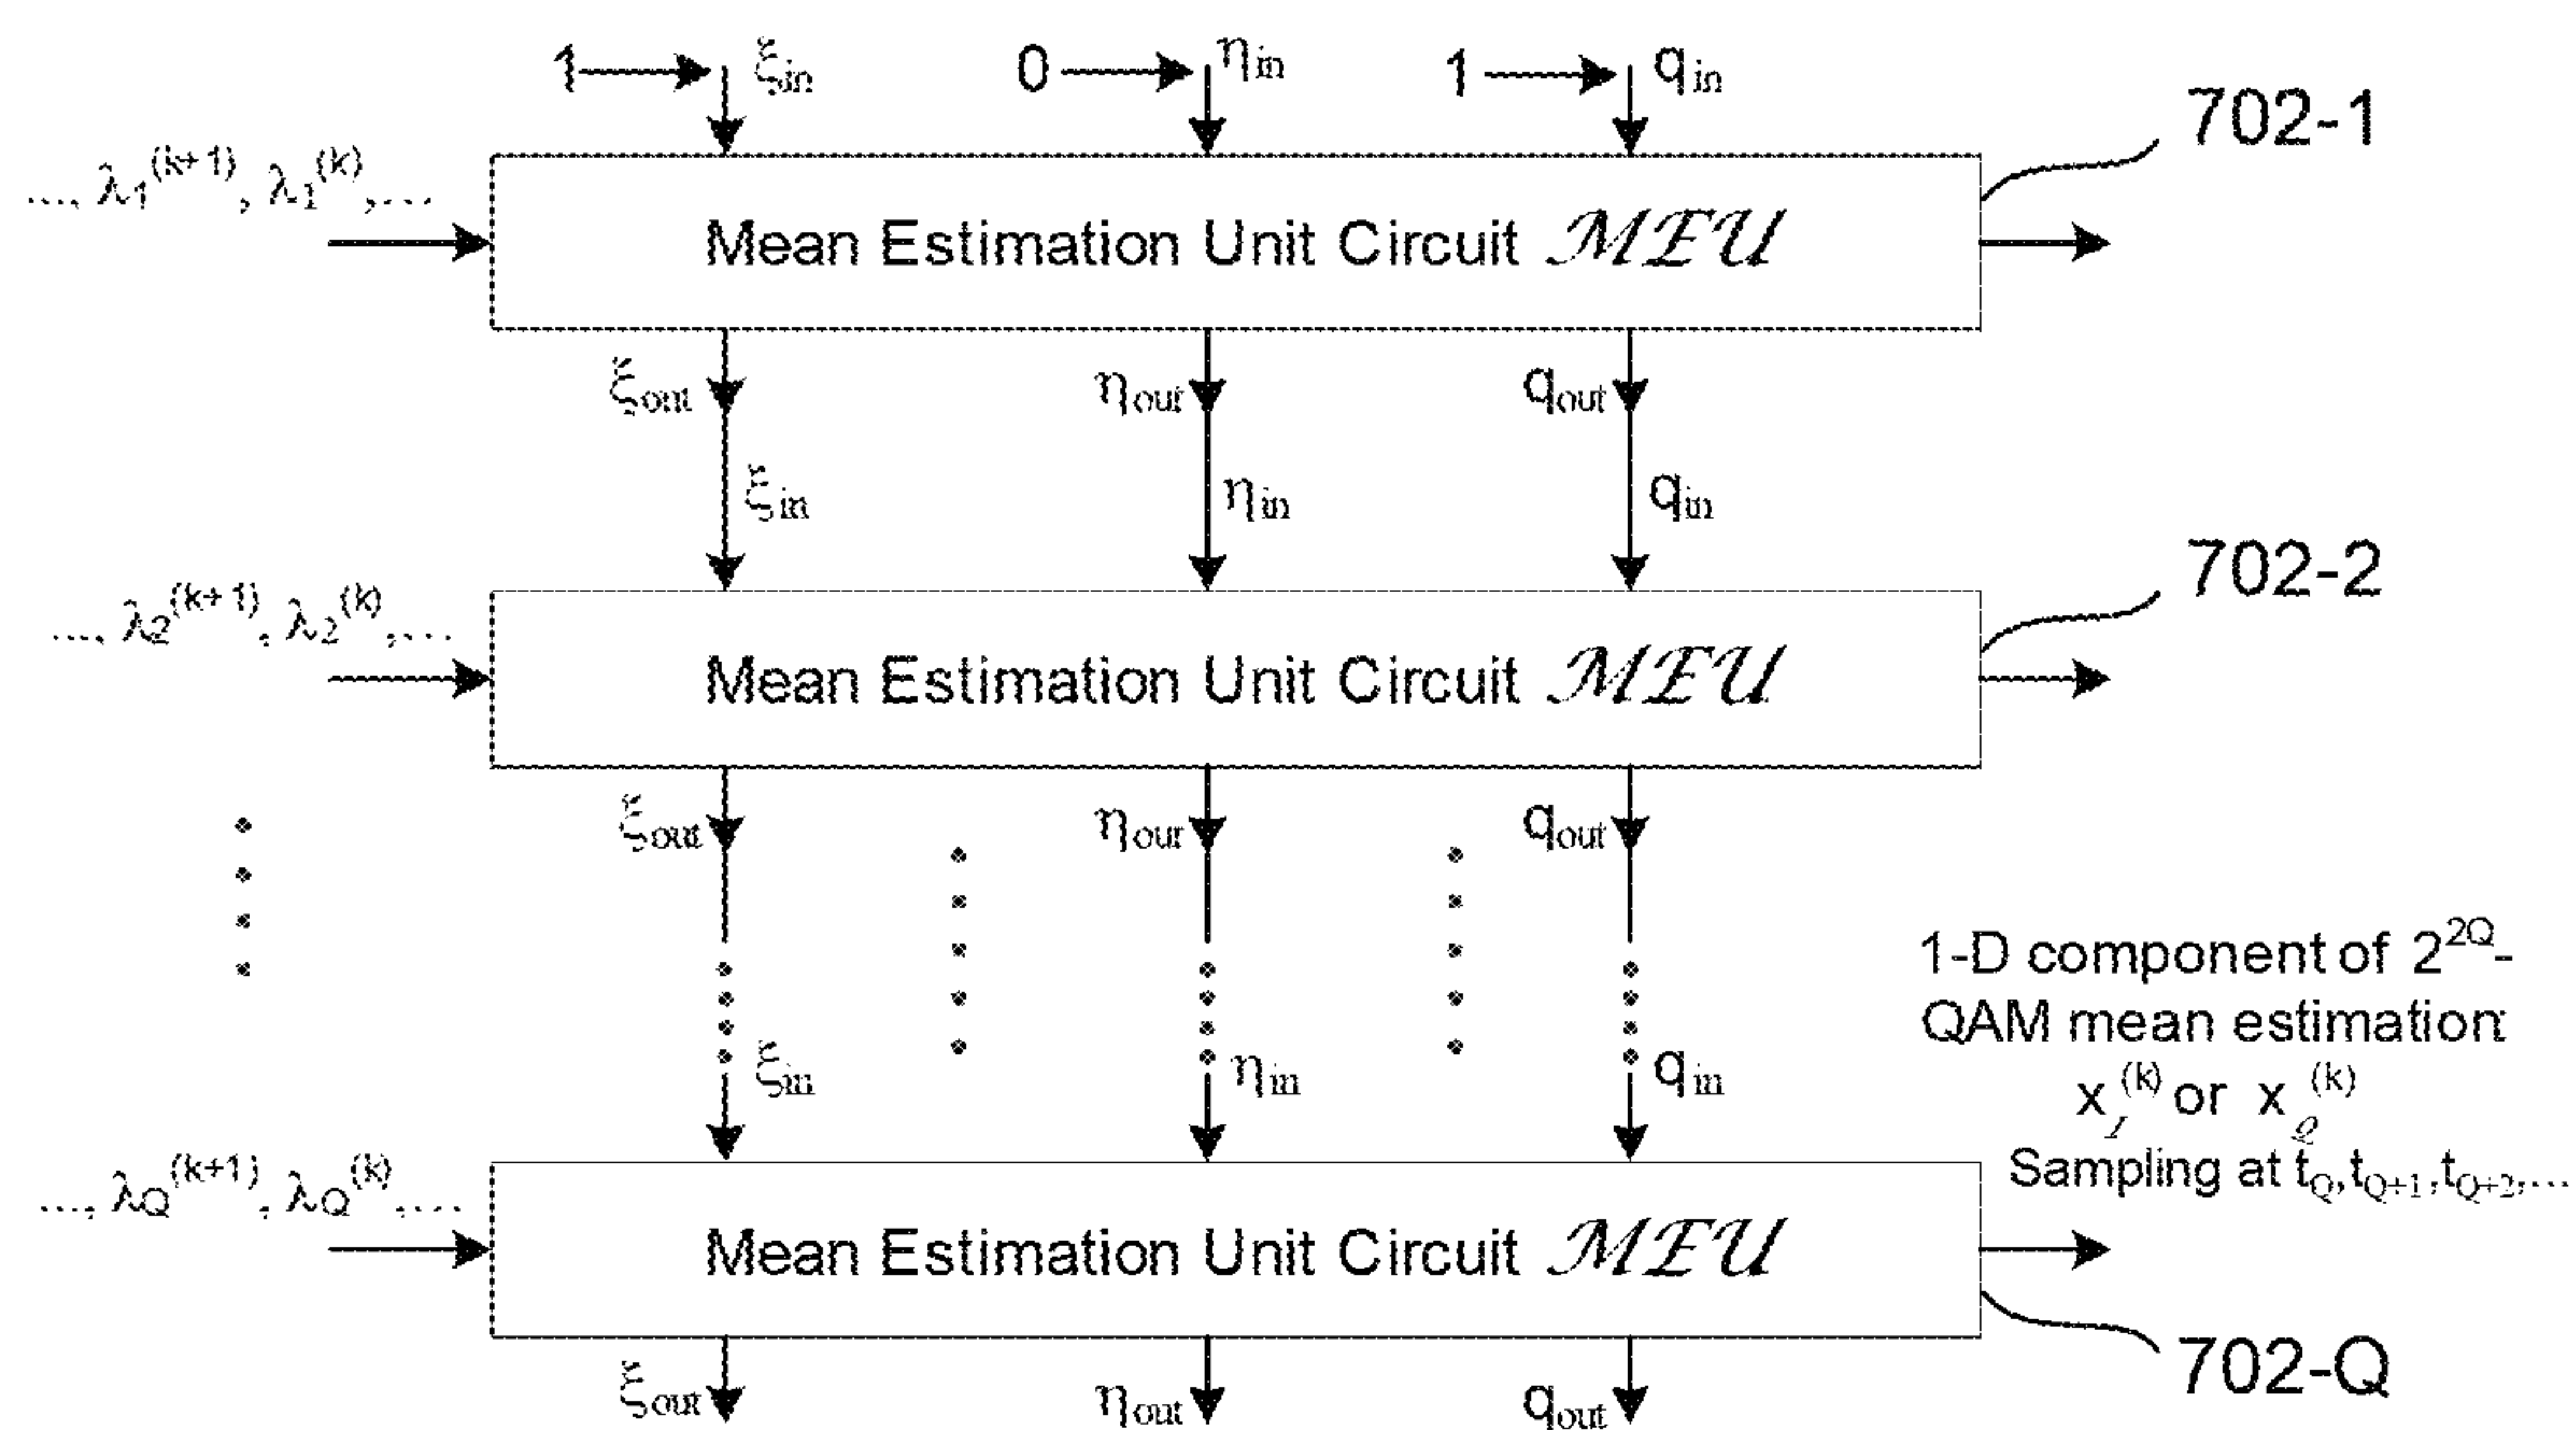 1 ξin 0 ηin 1 qin
702-1
..., λ1(k+1), λ1(k),...
Mean Estimation Unit Circuit MEU
ξout ηout qout
ξin ηin qin
702-2
..., λ2(k+1), λ2(k),...
Mean Estimation Unit Circuit MEU
ξout ηout qout
1-D component of 2^2Q-
QAM mean estimation:
xI(k) or xQ(k)
Sampling at tQ,tQ+1,tQ+2,...
ξin ηin qin
..., λQ(k+1), λQ(k),...
Mean Estimation Unit Circuit MEU
702-Q
ξout ηout qout